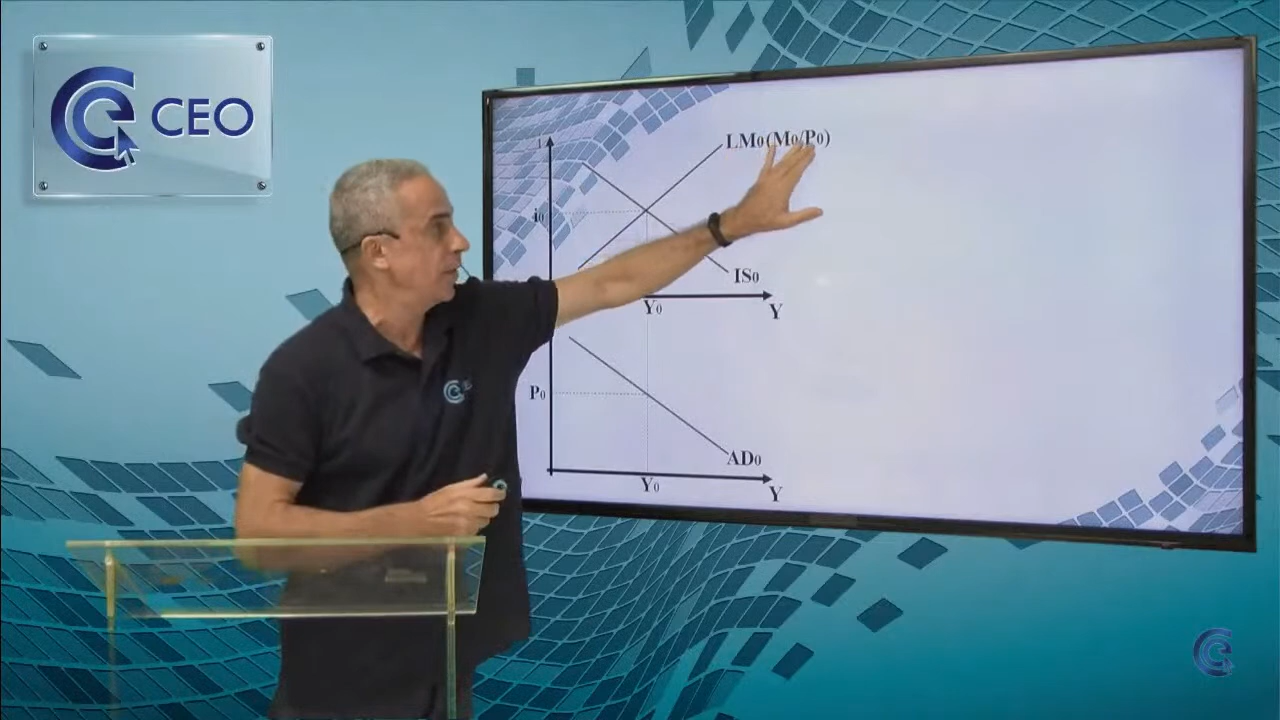 CEO
i
LM₀(M₀/P₀)
i₀
IS₀
Y₀
Y
P₀
AD₀
Y₀
Y